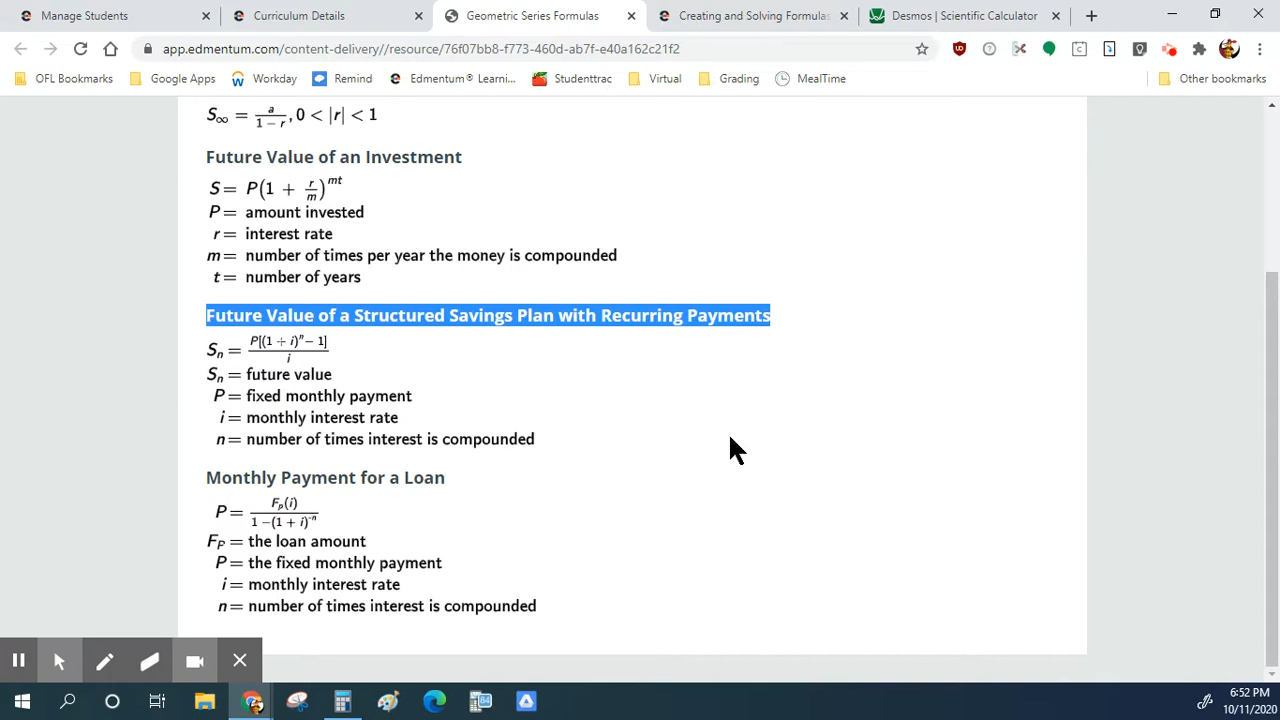 Manage Students
Curriculum Details
Geometric Series Formulas
Creating and Solving Formulas
Desmos | Scientific Calculator
app.edmentum.com/content-delivery//resource/76f07bb8-f773-460d-ab7f-e40a162c21f2
OFL Bookmarks
Google Apps
Workday
Remind
Edmentum® Learni...
Studenttrac
Virtual
Grading
MealTime
Other bookmarks
S∞ = a/(1 − r), 0 < |r| < 1
Future Value of an Investment
S = P(1 + r/m)^mt
P = amount invested
r = interest rate
m = number of times per year the money is compounded
t = number of years
Future Value of a Structured Savings Plan with Recurring Payments
Sn = P[(1 + i)^n − 1]/i
Sn = future value
P = fixed monthly payment
i = monthly interest rate
n = number of times interest is compounded
Monthly Payment for a Loan
P = Fp(i)/(1 − (1 + i)^-n)
FP = the loan amount
P = the fixed monthly payment
i = monthly interest rate
n = number of times interest is compounded
6:52 PM
10/11/2020